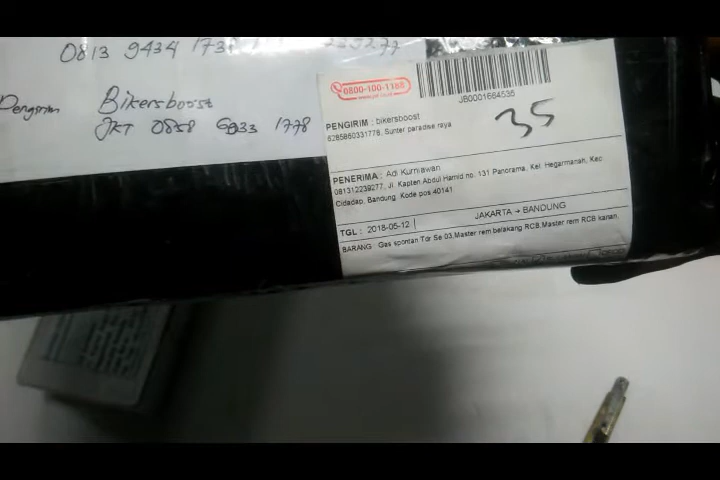 0813 9434
Pengirim Bikersboost
JKT 0858 6033 1778
0800-100-1188
JB0001664535
35
PENGIRIM : bikersboost
6285860331778, Sunter paradise raya
PENERIMA : Adi Kurniawan
081312239277, Jl. Kapten Abdul Hamid no. 131 Panorama, Kel. Hegarmanah, Kec
Cidadap, Bandung. Kode pos 40141
TGL : 2018-05-12 | JAKARTA → BANDUNG
BARANG : Gas spontan Tdr Se 03,Master rem belakang RCB,Master rem RCB kanan,